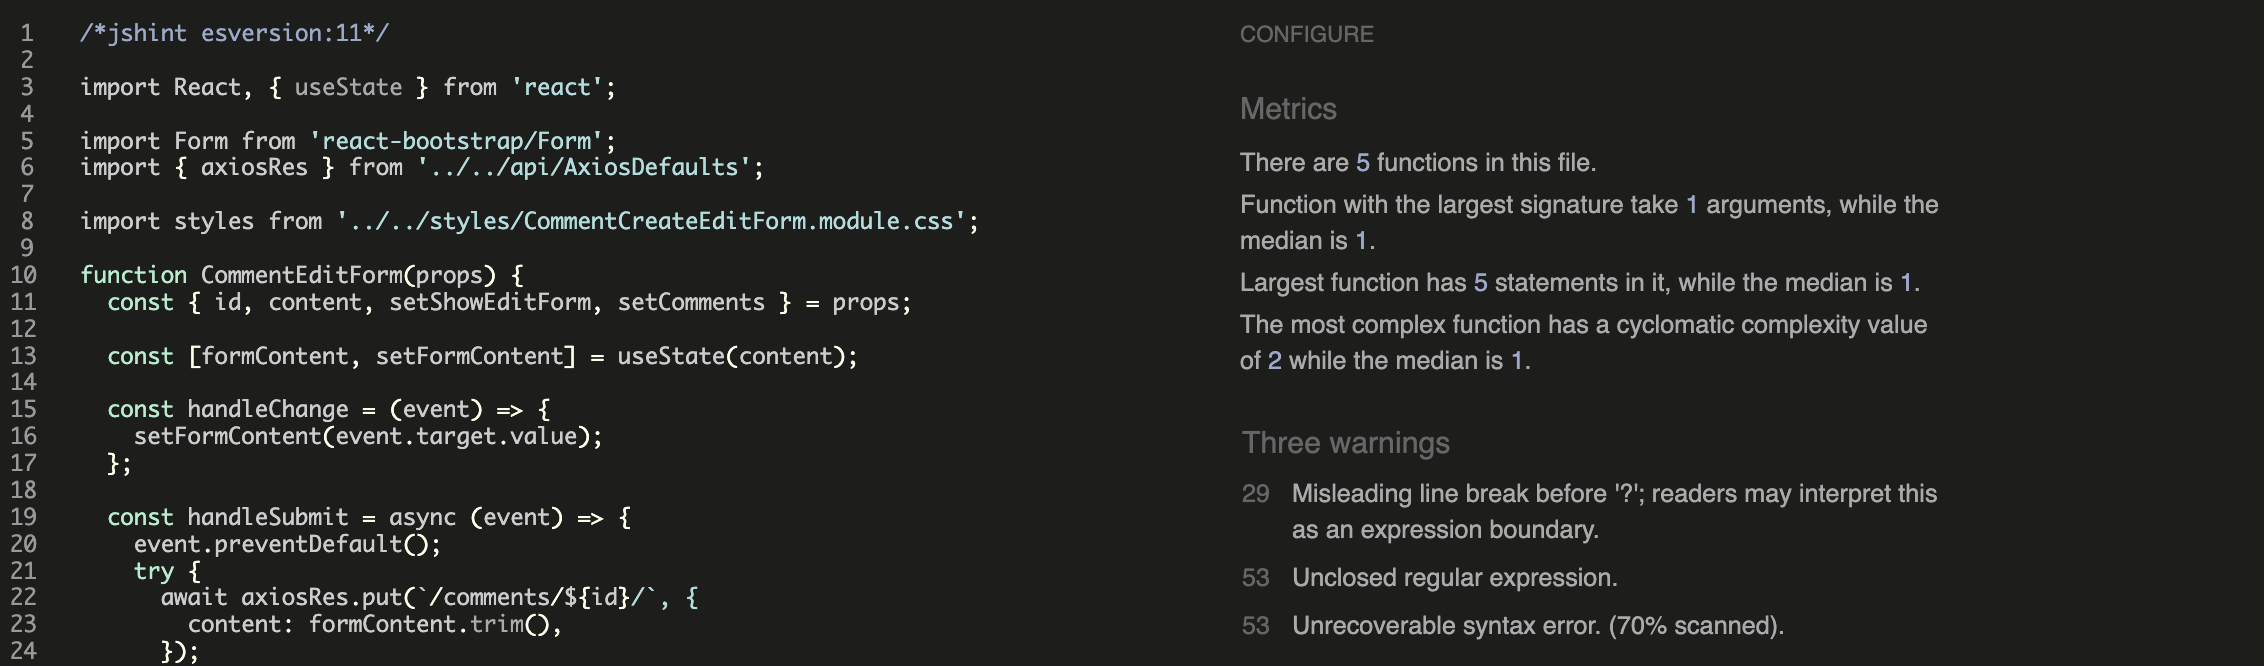 1 /*jshint esversion:11*/
2
3 import React, { useState } from 'react';
4
5 import Form from 'react-bootstrap/Form';
6 import { axiosRes } from '../../api/AxiosDefaults';
7
8 import styles from '../../styles/CommentCreateEditForm.module.css';
9
10 function CommentEditForm(props) {
11   const { id, content, setShowEditForm, setComments } = props;
12
13   const [formContent, setFormContent] = useState(content);
14
15   const handleChange = (event) => {
16     setFormContent(event.target.value);
17   };
18
19   const handleSubmit = async (event) => {
20     event.preventDefault();
21     try {
22       await axiosRes.put(`/comments/${id}/`, {
23         content: formContent.trim(),
24       });
CONFIGURE
Metrics
There are 5 functions in this file.
Function with the largest signature take 1 arguments, while the
median is 1.
Largest function has 5 statements in it, while the median is 1.
The most complex function has a cyclomatic complexity value
of 2 while the median is 1.
Three warnings
29 Misleading line break before '?'; readers may interpret this
as an expression boundary.
53 Unclosed regular expression.
53 Unrecoverable syntax error. (70% scanned).